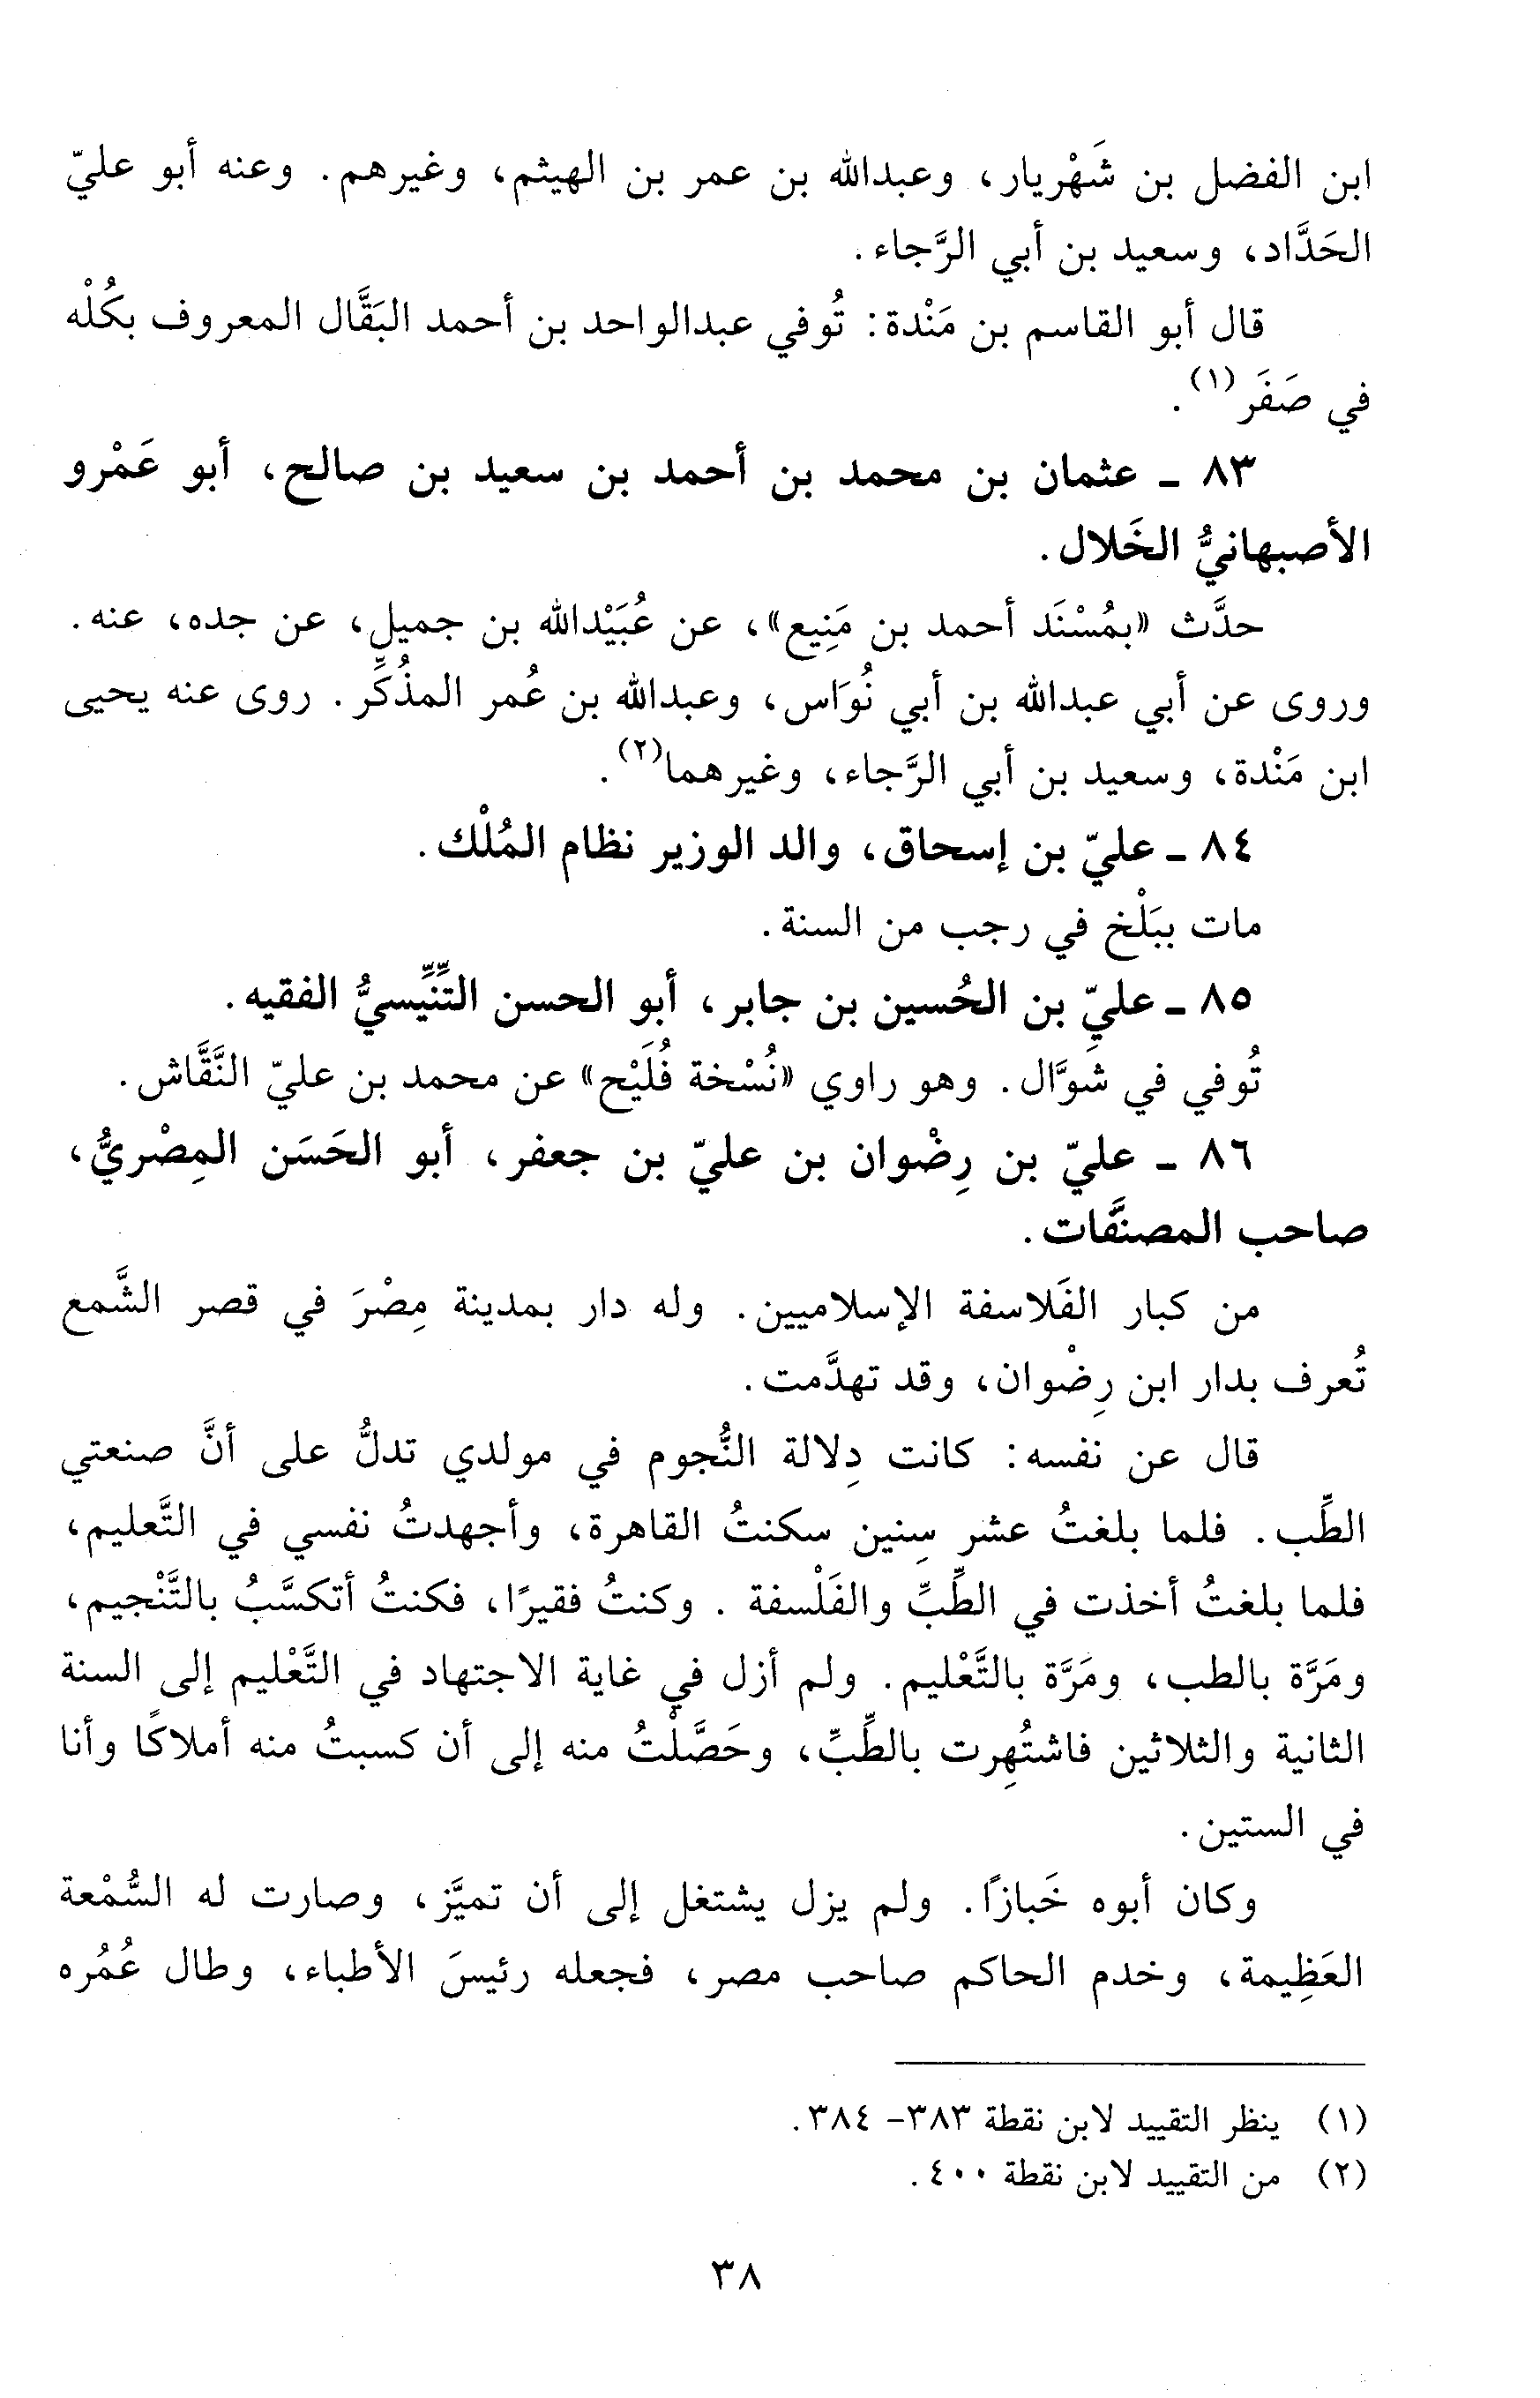 ابن الفضل بن شَهْريار، وعبدالله بن عمر بن الهيثم، وغيرهم. وعنه أبو عليّ
الحَدَّاد، وسعيد بن أبي الرَّجاء.
قال أبو القاسم بن مَنْدة: تُوفي عبدالواحد بن أحمد البَقَّال المعروف بكُلْه
في صَفَر(١).
٨٣ ـ عثمان بن محمد بن أحمد بن سعيد بن صالح، أبو عَمْرو
الأصبهانيُّ الخَلال.
حدَّث «بمُسْنَد أحمد بن مَنِيع»، عن عُبَيْدالله بن جميل، عن جده، عنه.
وروى عن أبي عبدالله بن أبي نُوَاس، وعبدالله بن عُمر المذُكِّر. روى عنه يحيى
ابن مَنْدة، وسعيد بن أبي الرَّجاء، وغيرهما(٢).
٨٤ ـ عليّ بن إسحاق، والد الوزير نظام المُلْك.
مات ببَلْخ في رجب من السنة.
٨٥ ـ عليّ بن الحُسين بن جابر، أبو الحسن التِّنِّيسيُّ الفقيه.
تُوفي في شوَّال. وهو راوي «نُسْخة فُلَيْح» عن محمد بن عليّ النَّقَّاش.
٨٦ ـ عليّ بن رِضْوان بن عليّ بن جعفر، أبو الحَسَن المِصْريُّ،
صاحب المصنَّفات.
من كبار الفَلاسفة الإسلاميين. وله دار بمدينة مِصْرَ في قصر الشَّمع
تُعرف بدار ابن رِضْوان، وقد تهدَّمت.
قال عن نفسه: كانت دِلالة النُّجوم في مولدي تدلُّ على أنَّ صنعتي
الطِّب. فلما بلغتُ عشر سِنين سكنتُ القاهرة، وأجهدتُ نفسي في التَّعليم،
فلما بلغتُ أخذت في الطِّبِّ والفَلْسفة. وكنتُ فقيرًا، فكنتُ أتكسَّبُ بالتَّنْجيم،
ومَرَّة بالطب، ومَرَّة بالتَّعْليم. ولم أزل في غاية الاجتهاد في التَّعْليم إلى السنة
الثانية والثلاثين فاشتُهِرت بالطِّبِّ، وحَصَّلْتُ منه إلى أن كسبتُ منه أملاكًا وأنا
في الستين.
وكان أبوه خَبازًا. ولم يزل يشتغل إلى أن تميَّز، وصارت له السُّمْعة
العَظِيمة، وخدم الحاكم صاحب مصر، فجعله رئيسَ الأطباء، وطال عُمُره
(١) ينظر التقييد لابن نقطة ٣٨٣- ٣٨٤.
(٢) من التقييد لابن نقطة ٤٠٠.
٣٨